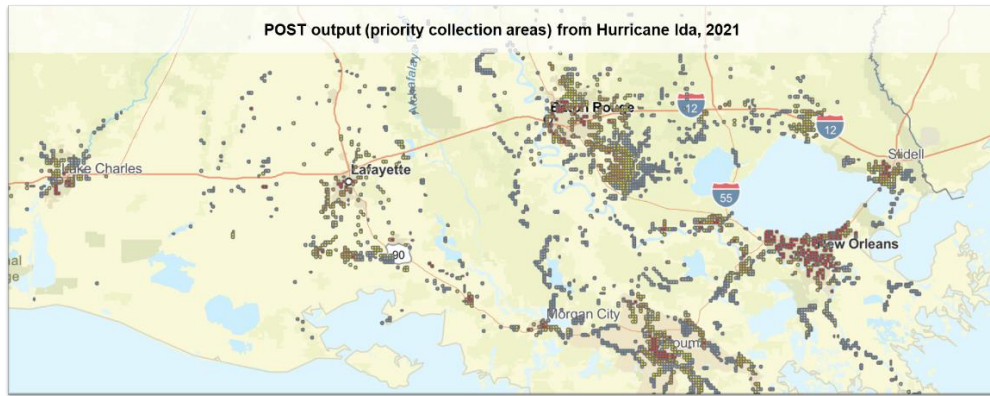 POST output (priority collection areas) from Hurricane Ida, 2021
Baton Rouge
12
12
Slidell
Lake Charles
Lafayette
55
New Orleans
90
Morgan City